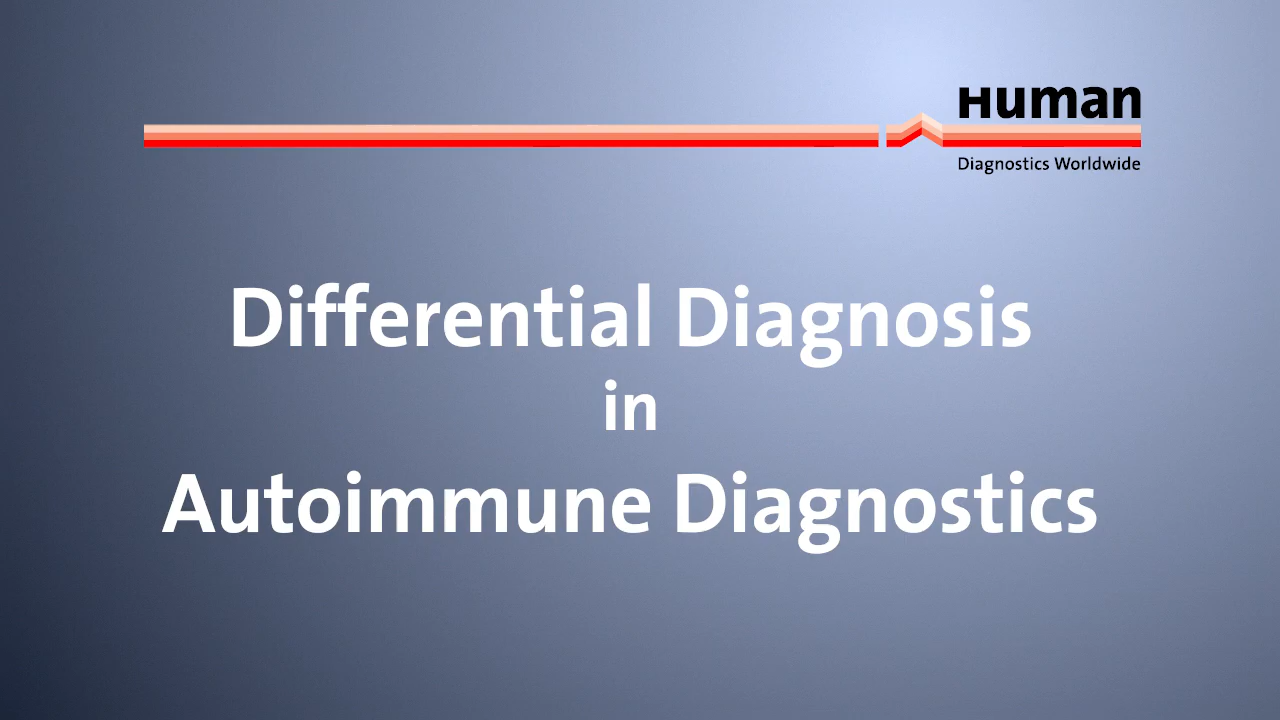 Human
Diagnostics Worldwide
Differential Diagnosis
in
Autoimmune Diagnostics